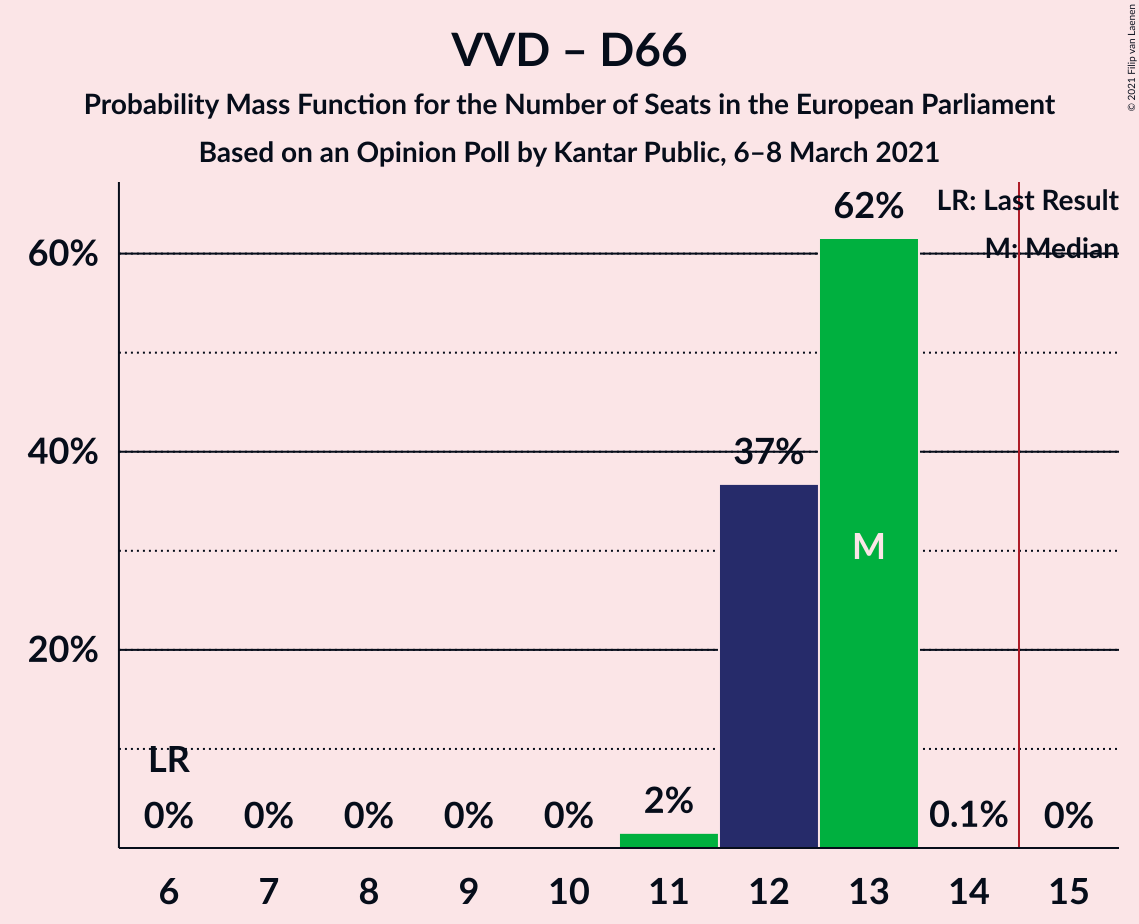 VVD – D66
Probability Mass Function for the Number of Seats in the European Parliament
Based on an Opinion Poll by Kantar Public, 6–8 March 2021
© 2021 Filip van Laenen
LR: Last Result
M: Median
60%
40%
20%
62%
37%
M
LR
0%
0%
0%
0%
0%
2%
0.1%
0%
6 7 8 9 10 11 12 13 14 15